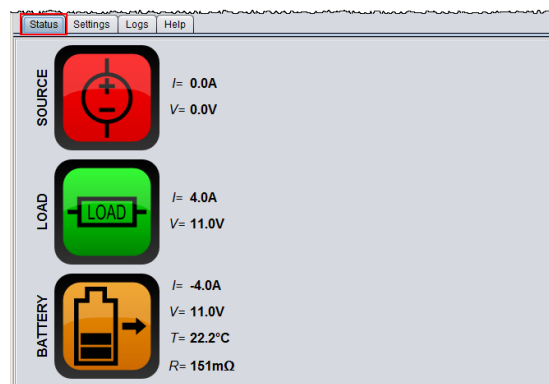 Status Settings Logs Help
SOURCE
I= 0.0A
V= 0.0V
LOAD
LOAD
I= 4.0A
V= 11.0V
BATTERY
I= -4.0A
V= 11.0V
T= 22.2°C
R= 151mΩ